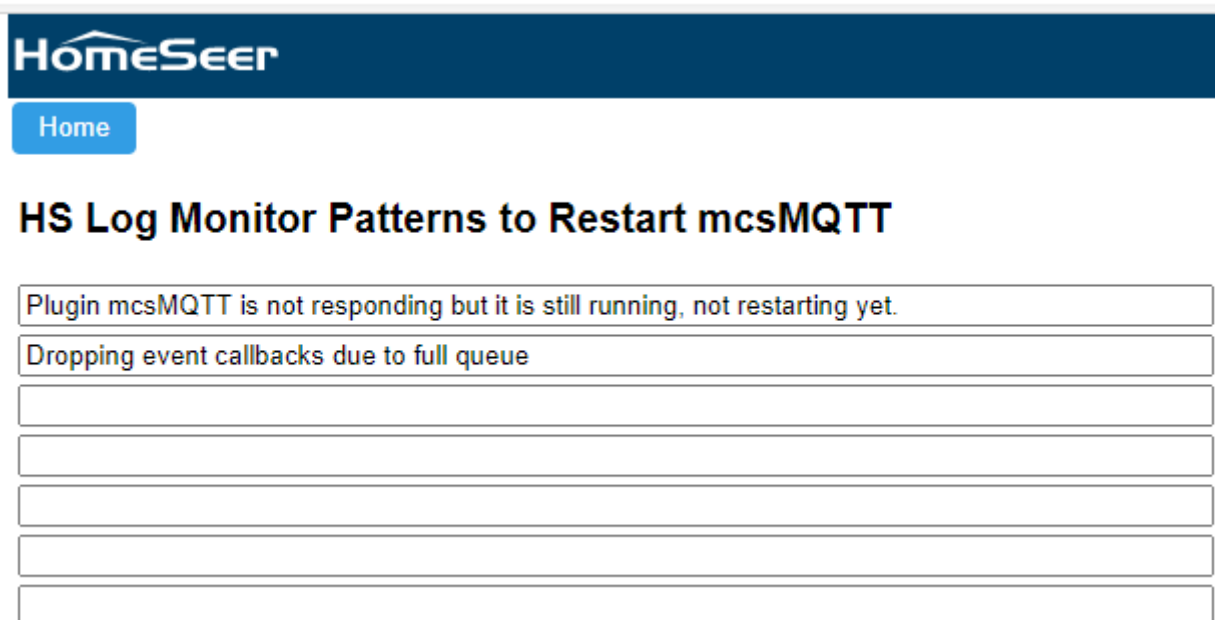 HomeSeer
Home
HS Log Monitor Patterns to Restart mcsMQTT
Plugin mcsMQTT is not responding but it is still running, not restarting yet.
Dropping event callbacks due to full queue